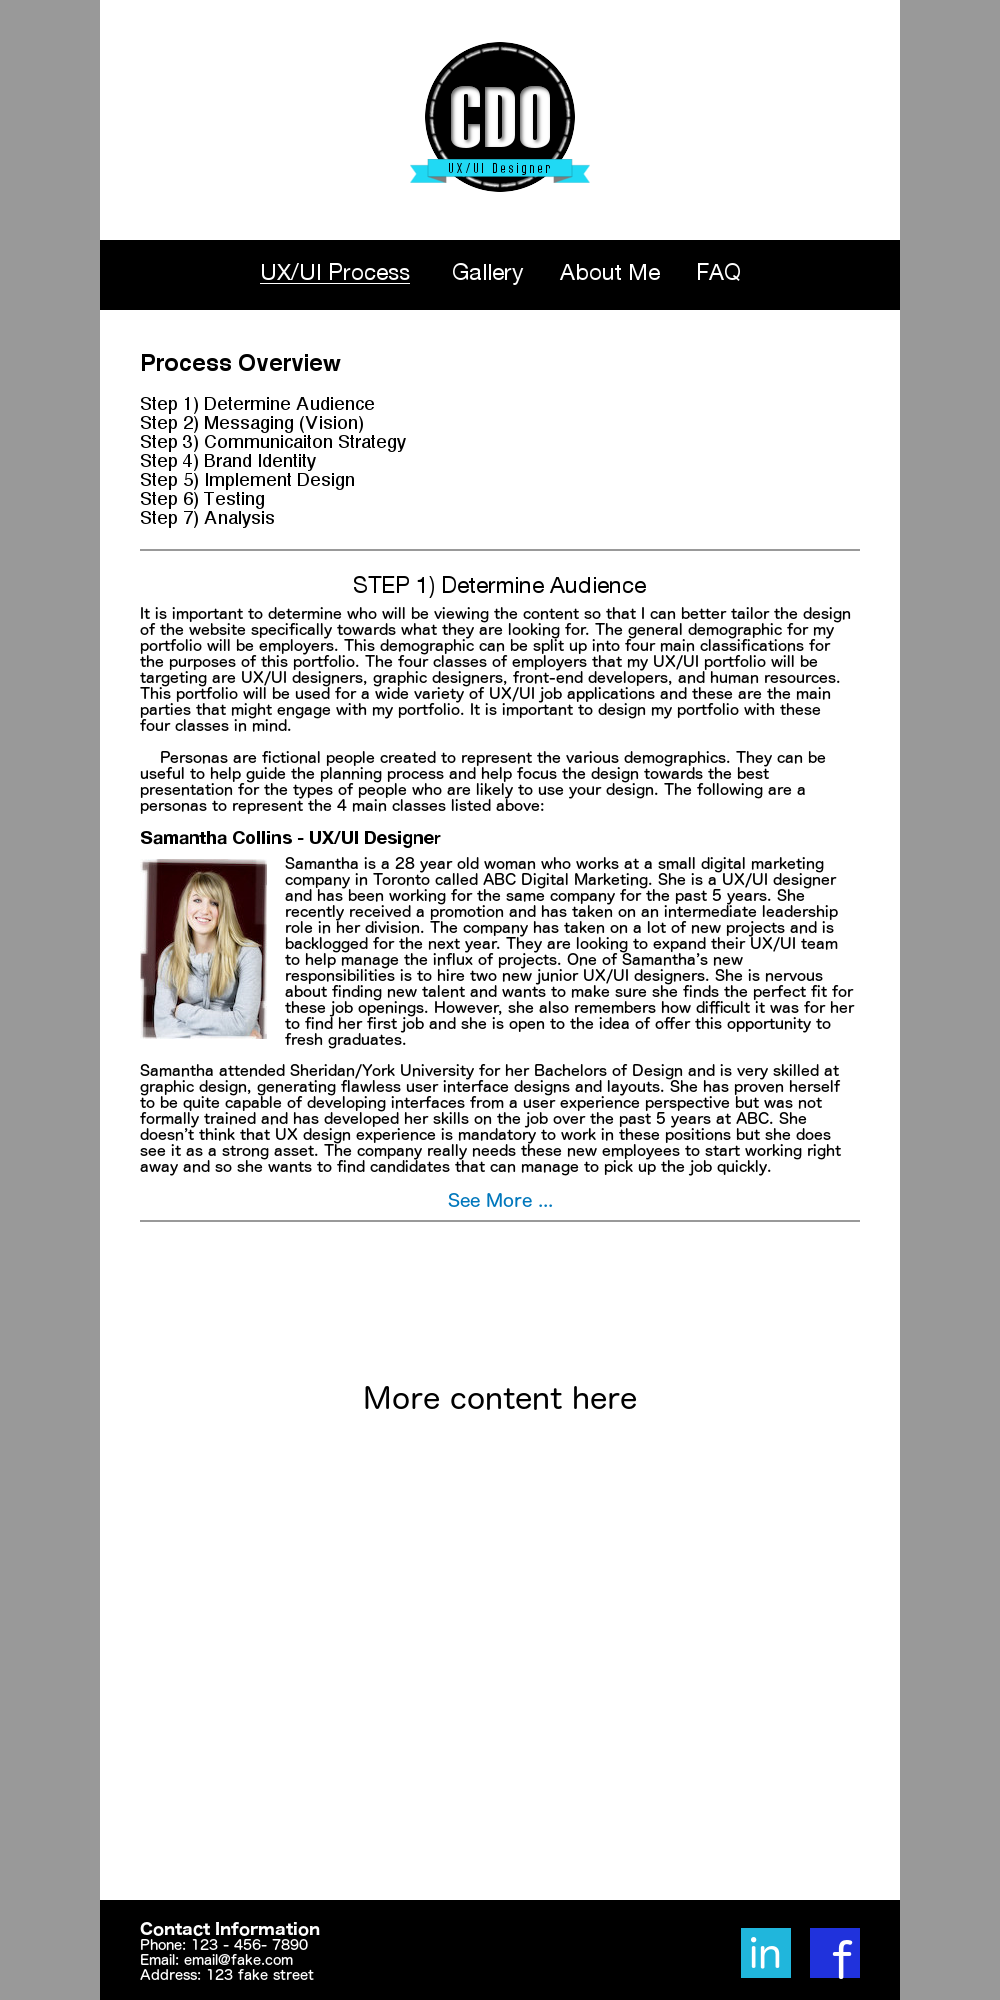 CDO
UX/UI Designer
UX/UI Process Gallery About Me FAQ
Process Overview
Step 1) Determine Audience
Step 2) Messaging (Vision)
Step 3) Communicaiton Strategy
Step 4) Brand Identity
Step 5) Implement Design
Step 6) Testing
Step 7) Analysis
STEP 1) Determine Audience
It is important to determine who will be viewing the content so that I can better tailor the design
of the website specifically towards what they are looking for. The general demographic for my
portfolio will be employers. This demographic can be split up into four main classifications for
the purposes of this portfolio. The four classes of employers that my UX/UI portfolio will be
targeting are UX/UI designers, graphic designers, front-end developers, and human resources.
This portfolio will be used for a wide variety of UX/UI job applications and these are the main
parties that might engage with my portfolio. It is important to design my portfolio with these
four classes in mind.
Personas are fictional people created to represent the various demographics. They can be
useful to help guide the planning process and help focus the design towards the best
presentation for the types of people who are likely to use your design. The following are a
personas to represent the 4 main classes listed above:
Samantha Collins - UX/UI Designer
Samantha is a 28 year old woman who works at a small digital marketing
company in Toronto called ABC Digital Marketing. She is a UX/UI designer
and has been working for the same company for the past 5 years. She
recently received a promotion and has taken on an intermediate leadership
role in her division. The company has taken on a lot of new projects and is
backlogged for the next year. They are looking to expand their UX/UI team
to help manage the influx of projects. One of Samantha's new
responsibilities is to hire two new junior UX/UI designers. She is nervous
about finding new talent and wants to make sure she finds the perfect fit for
these job openings. However, she also remembers how difficult it was for her
to find her first job and she is open to the idea of offer this opportunity to
fresh graduates.
Samantha attended Sheridan/York University for her Bachelors of Design and is very skilled at
graphic design, generating flawless user interface designs and layouts. She has proven herself
to be quite capable of developing interfaces from a user experience perspective but was not
formally trained and has developed her skills on the job over the past 5 years at ABC. She
doesn't think that UX design experience is mandatory to work in these positions but she does
see it as a strong asset. The company really needs these new employees to start working right
away and so she wants to find candidates that can manage to pick up the job quickly.
See More ...
More content here
Contact Information
Phone: 123 - 456- 7890
Email: email@fake.com
Address: 123 fake street
in f